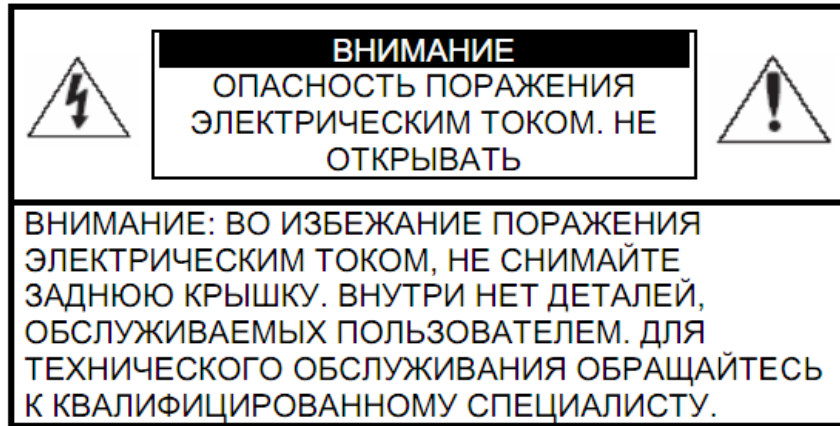 ВНИМАНИЕ
ОПАСНОСТЬ ПОРАЖЕНИЯ
ЭЛЕКТРИЧЕСКИМ ТОКОМ. НЕ
ОТКРЫВАТЬ
ВНИМАНИЕ: ВО ИЗБЕЖАНИЕ ПОРАЖЕНИЯ
ЭЛЕКТРИЧЕСКИМ ТОКОМ, НЕ СНИМАЙТЕ
ЗАДНЮЮ КРЫШКУ. ВНУТРИ НЕТ ДЕТАЛЕЙ,
ОБСЛУЖИВАЕМЫХ ПОЛЬЗОВАТЕЛЕМ. ДЛЯ
ТЕХНИЧЕСКОГО ОБСЛУЖИВАНИЯ ОБРАЩАЙТЕСЬ
К КВАЛИФИЦИРОВАННОМУ СПЕЦИАЛИСТУ.